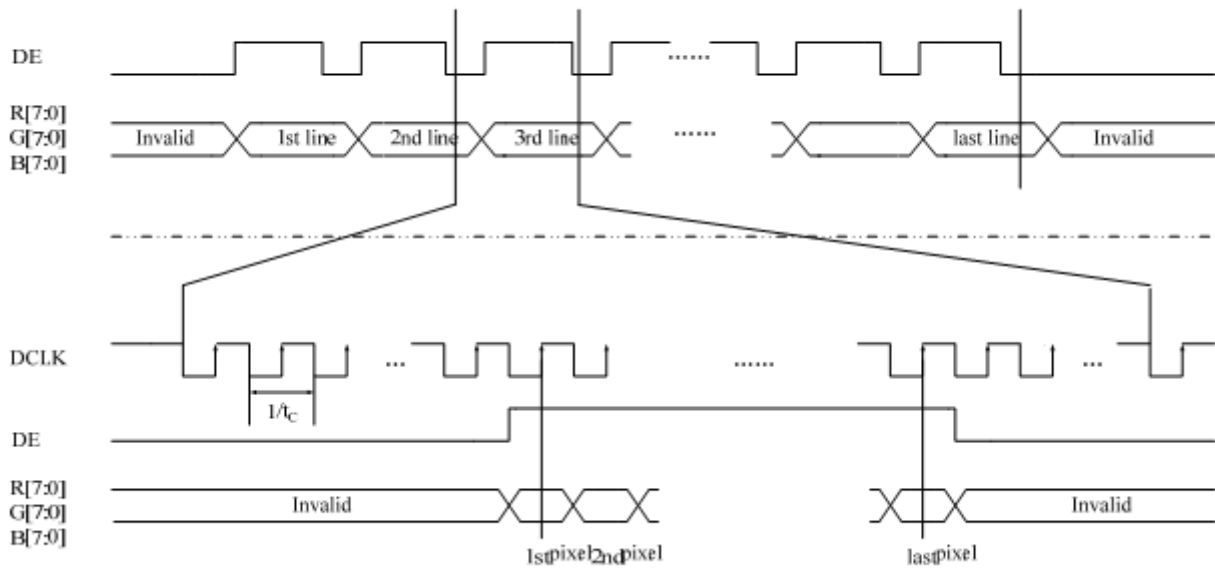 DE
R[7:0]
G[7:0]
B[7:0]
Invalid
1st line
2nd line
3rd line
......
......
last line
Invalid
DCLK
...
......
...
1/tC
DE
R[7:0]
G[7:0]
B[7:0]
Invalid
Invalid
1st pixel 2nd pixel
last pixel